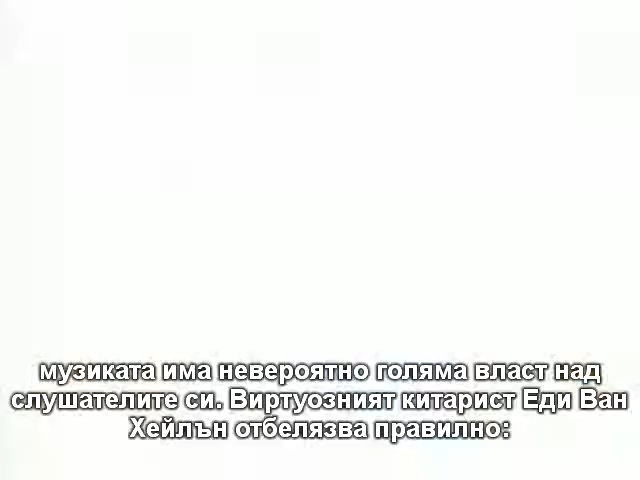 музиката има невероятно голяма власт над
слушателите си. Виртуозният китарист Еди Ван
Хейлън отбелязва правилно: